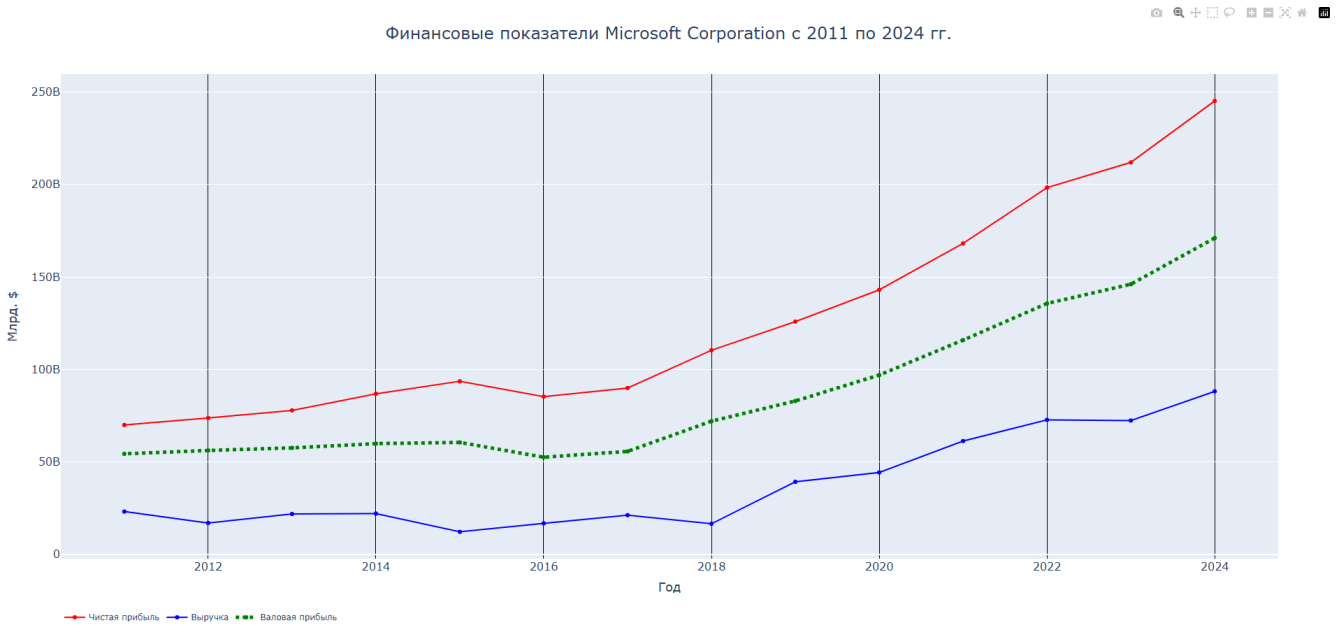 Финансовые показатели Microsoft Corporation с 2011 по 2024 гг.
250B
200B
150B
100B
50B
0
Млрд. $
2012 2014 2016 2018 2020 2022 2024
Год
Чистая прибыль Выручка Валовая прибыль